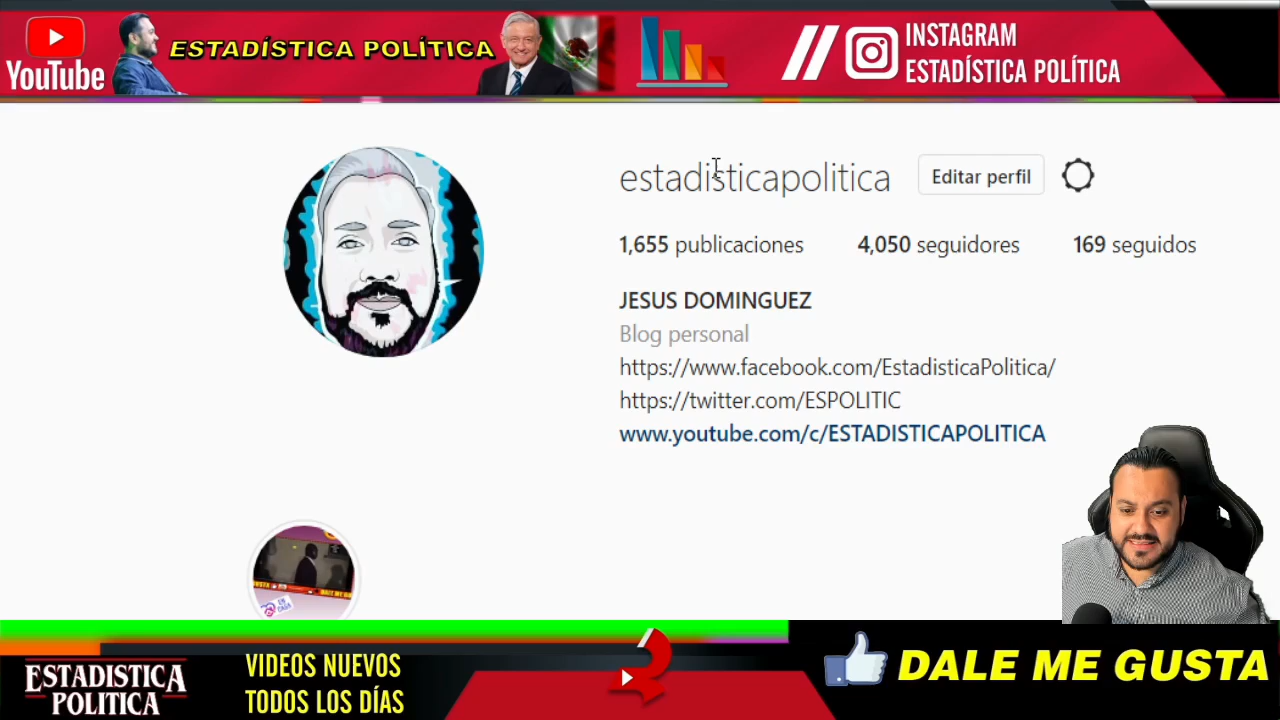 YouTube
ESTADÍSTICA POLÍTICA
INSTAGRAM
ESTADÍSTICA POLÍTICA
estadisticapolitica
Editar perfil
1,655 publicaciones
4,050 seguidores
169 seguidos
JESUS DOMINGUEZ
Blog personal
https://www.facebook.com/EstadisticaPolitica/
https://twitter.com/ESPOLITIC
www.youtube.com/c/ESTADISTICAPOLITICA
ESTADISTICA
POLITICA
VIDEOS NUEVOS
TODOS LOS DÍAS
DALE ME GUSTA